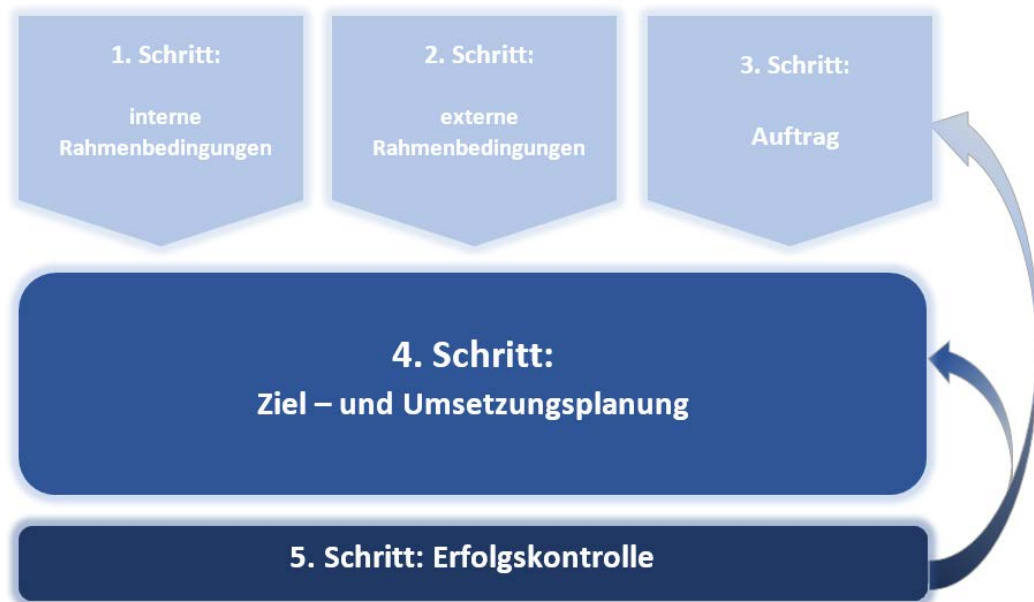 1. Schritt:
interne
Rahmenbedingungen
2. Schritt:
externe
Rahmenbedingungen
3. Schritt:
Auftrag
4. Schritt:
Ziel – und Umsetzungsplanung
5. Schritt: Erfolgskontrolle